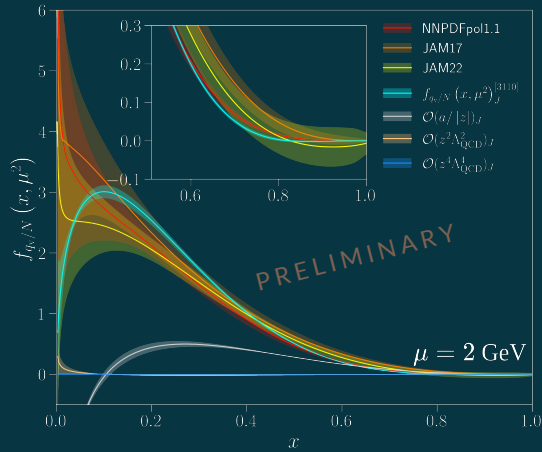 NNPDFpol1.1
JAM17
JAM22
f_{q_v/N} (x, μ²)_J^{[3110]}
𝒪(a/|z|)_J
𝒪(z²Λ²_QCD)_J
𝒪(z⁴Λ⁴_QCD)_J
0.3
0.2
0.1
0.0
−0.1
0.6
0.8
1.0
6
5
4
3
2
1
0
f_{q_v/N} (x, μ²)
PRELIMINARY
μ = 2 GeV
0.0 0.2 0.4 0.6 0.8 1.0
x